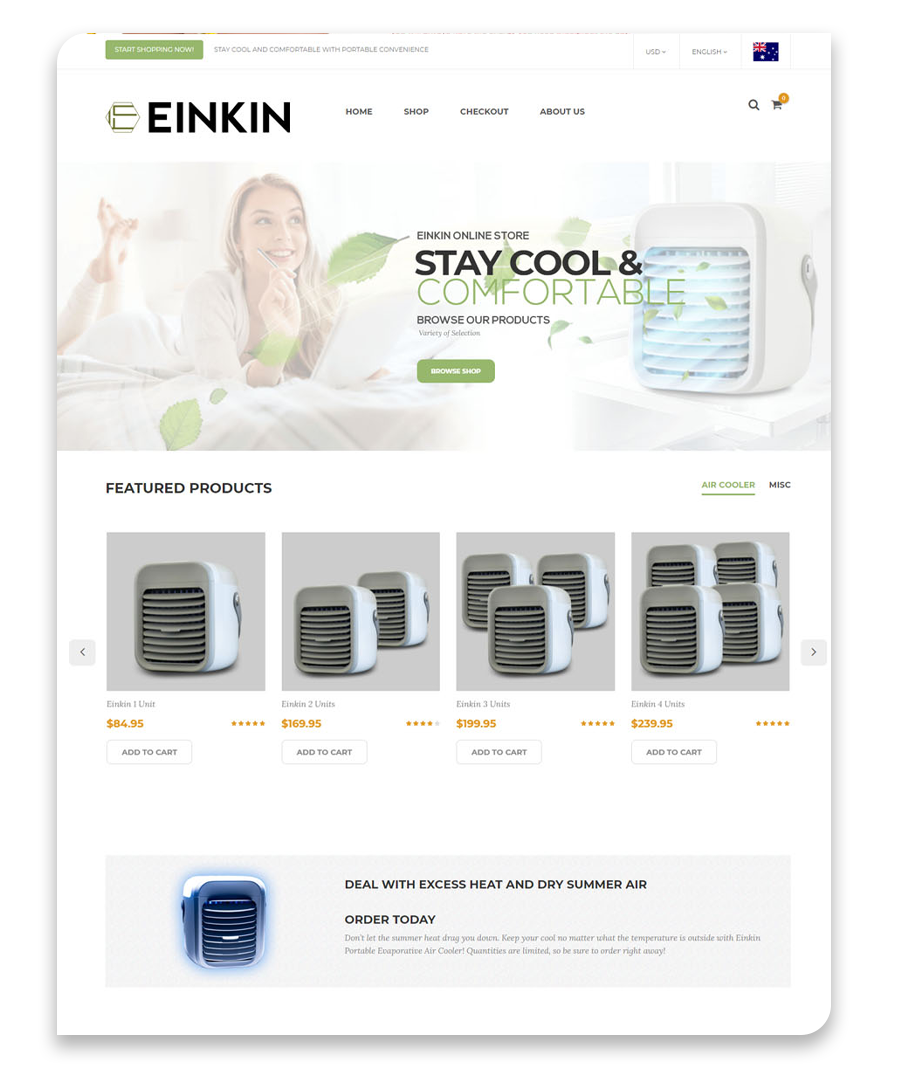 START SHOPPING NOW!
STAY COOL AND COMFORTABLE WITH PORTABLE CONVENIENCE
USD
ENGLISH
EINKIN
HOME
SHOP
CHECKOUT
ABOUT US
0
EINKIN ONLINE STORE
STAY COOL &
COMFORTABLE
BROWSE OUR PRODUCTS
Variety of Selection
BROWSE SHOP
FEATURED PRODUCTS
AIR COOLER
MISC
Einkin 1 Unit
$84.95
ADD TO CART
Einkin 2 Units
$169.95
ADD TO CART
Einkin 3 Units
$199.95
ADD TO CART
Einkin 4 Units
$239.95
ADD TO CART
DEAL WITH EXCESS HEAT AND DRY SUMMER AIR
ORDER TODAY
Don't let the summer heat drag you down. Keep your cool no matter what the temperature is outside with Einkin
Portable Evaporative Air Cooler! Quantities are limited, so be sure to order right away!